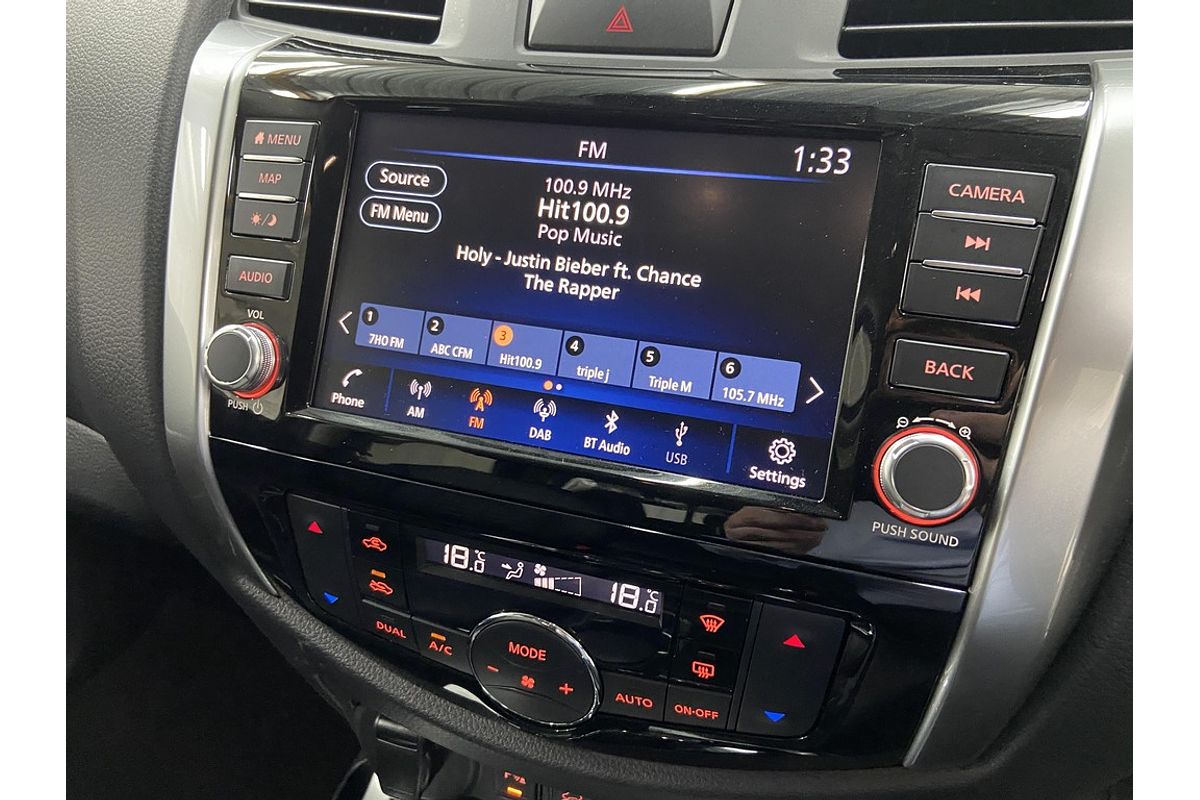 MENU
MAP
AUDIO
VOL
PUSH
FM
1:33
Source
FM Menu
100.9 MHz
Hit100.9
Pop Music
Holy - Justin Bieber ft. Chance
The Rapper
1 7HO FM
2 ABC CFM
3 Hit100.9
4 triple j
5 Triple M
6 105.7 MHz
Phone
AM
FM
DAB
BT Audio
USB
Settings
CAMERA
BACK
PUSH SOUND
18.0°C
18.0°C
DUAL
A/C
MODE
AUTO
ON·OFF